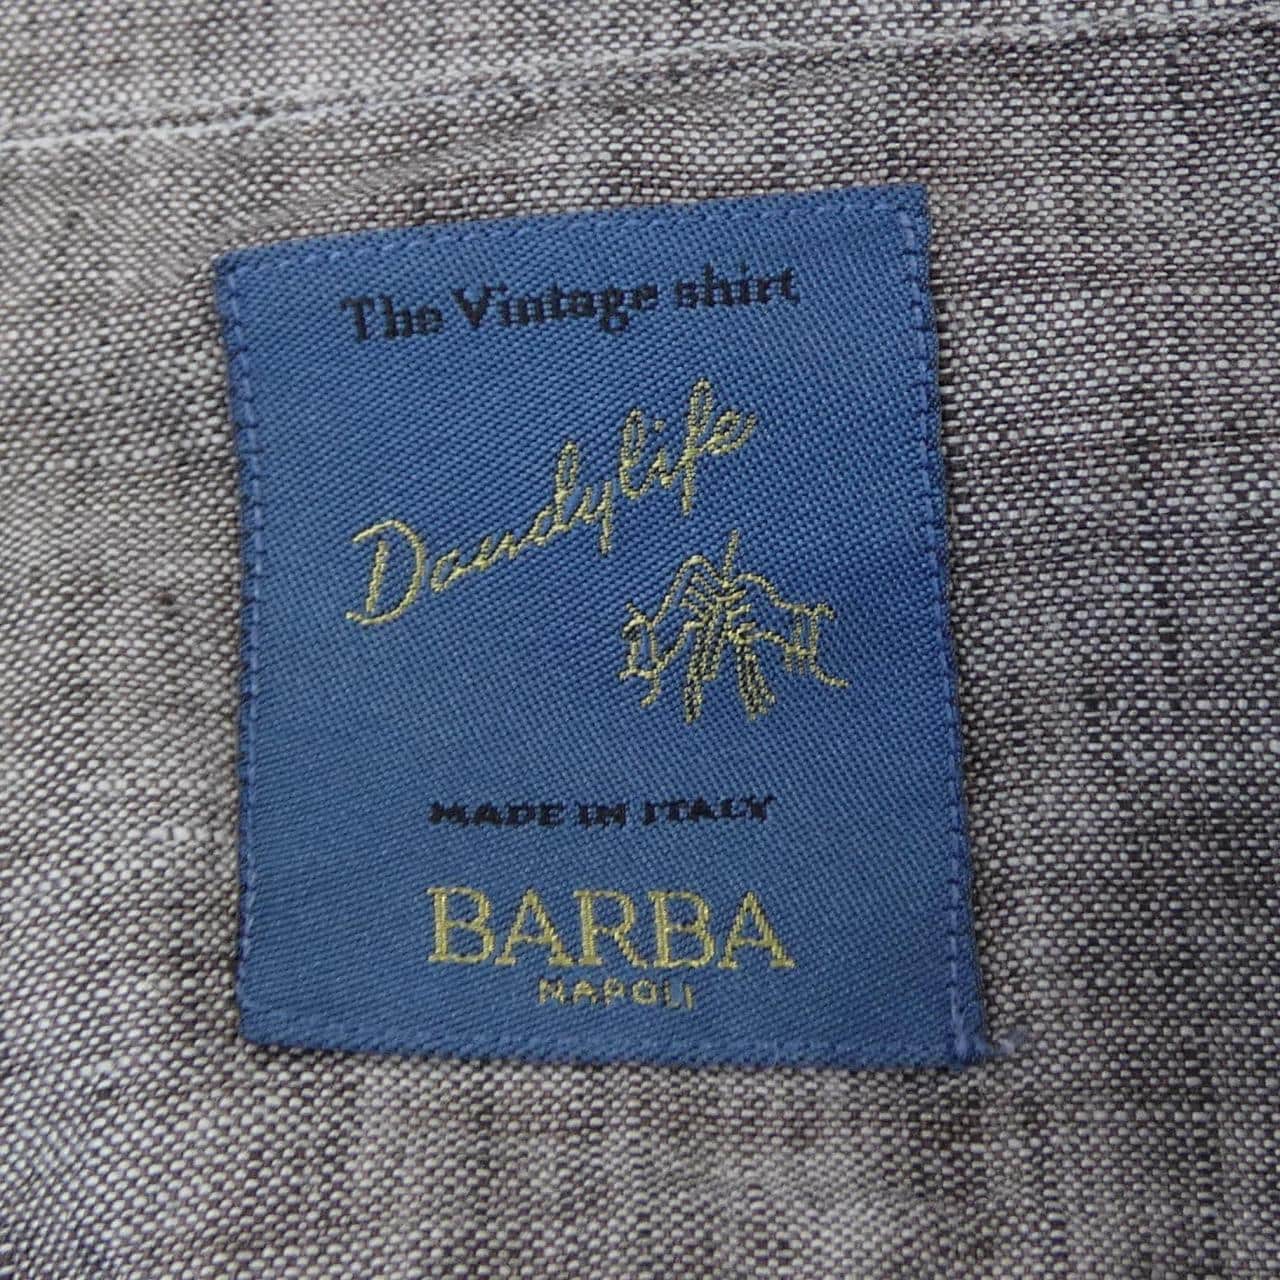 The Vintage shirt
Dandylife
MADE IN ITALY
BARBA
NAPOLI